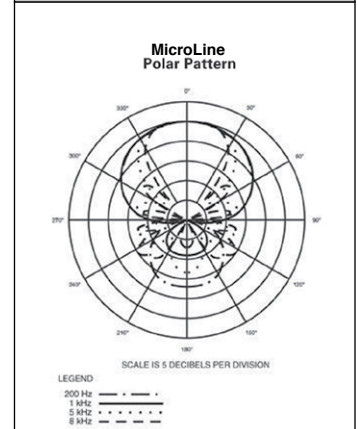 MicroLine
Polar Pattern
0°
330°
30°
300°
60°
270°
90°
240°
120°
210°
150°
180°
SCALE IS 5 DECIBELS PER DIVISION
LEGEND
200 Hz
1 kHz
5 kHz
8 kHz